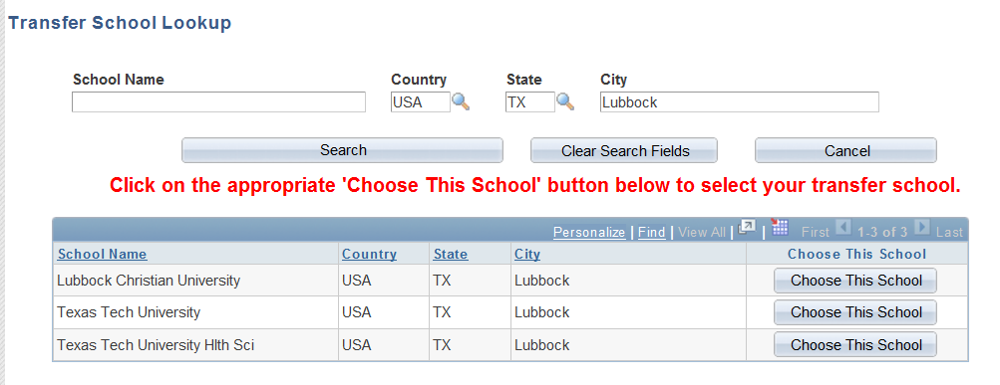 Transfer School Lookup
School Name Country State City
USA TX Lubbock
Search Clear Search Fields Cancel
Click on the appropriate 'Choose This School' button below to select your transfer school.
Personalize | Find | View All | | First 1-3 of 3 Last
School Name Country State City Choose This School
Lubbock Christian University USA TX Lubbock Choose This School
Texas Tech University USA TX Lubbock Choose This School
Texas Tech University Hlth Sci USA TX Lubbock Choose This School